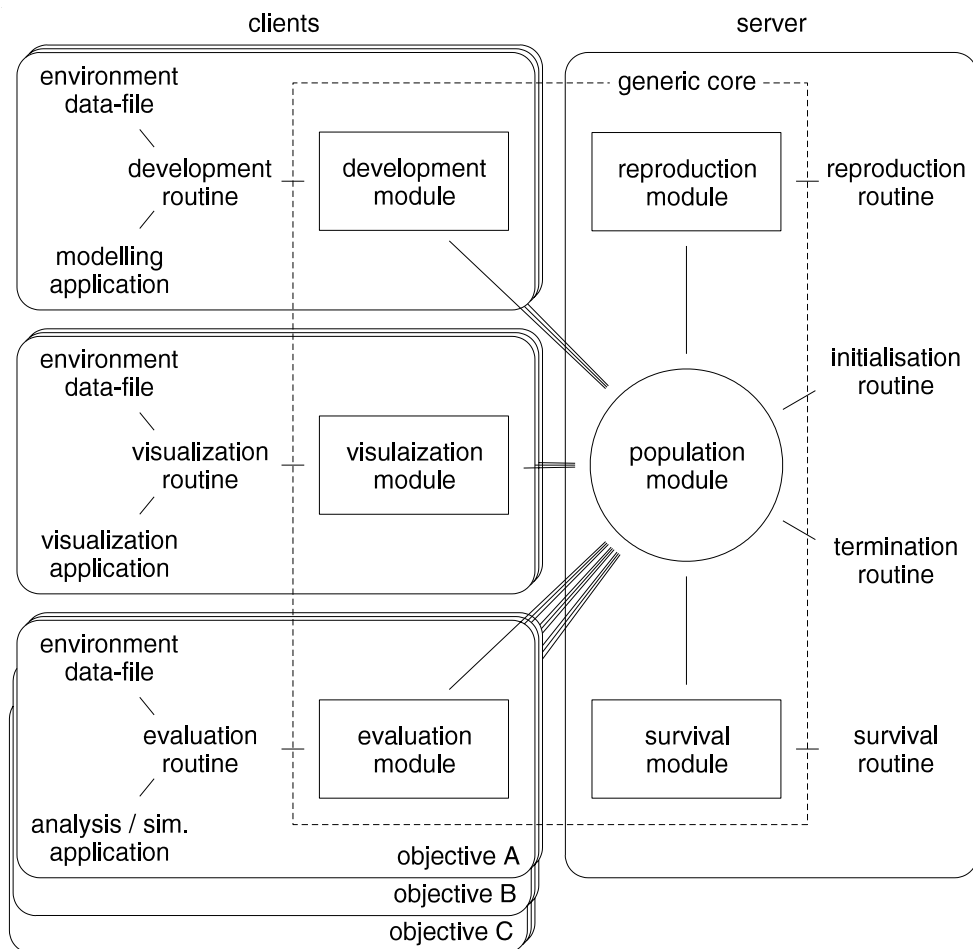 clients
server
environment
data-file
development
routine
modelling
application
development
module
generic core
reproduction
module
reproduction
routine
environment
data-file
visualization
routine
visualization
application
visulaization
module
population
module
initialisation
routine
termination
routine
environment
data-file
evaluation
routine
analysis / sim.
application
evaluation
module
objective A
objective B
objective C
survival
module
survival
routine